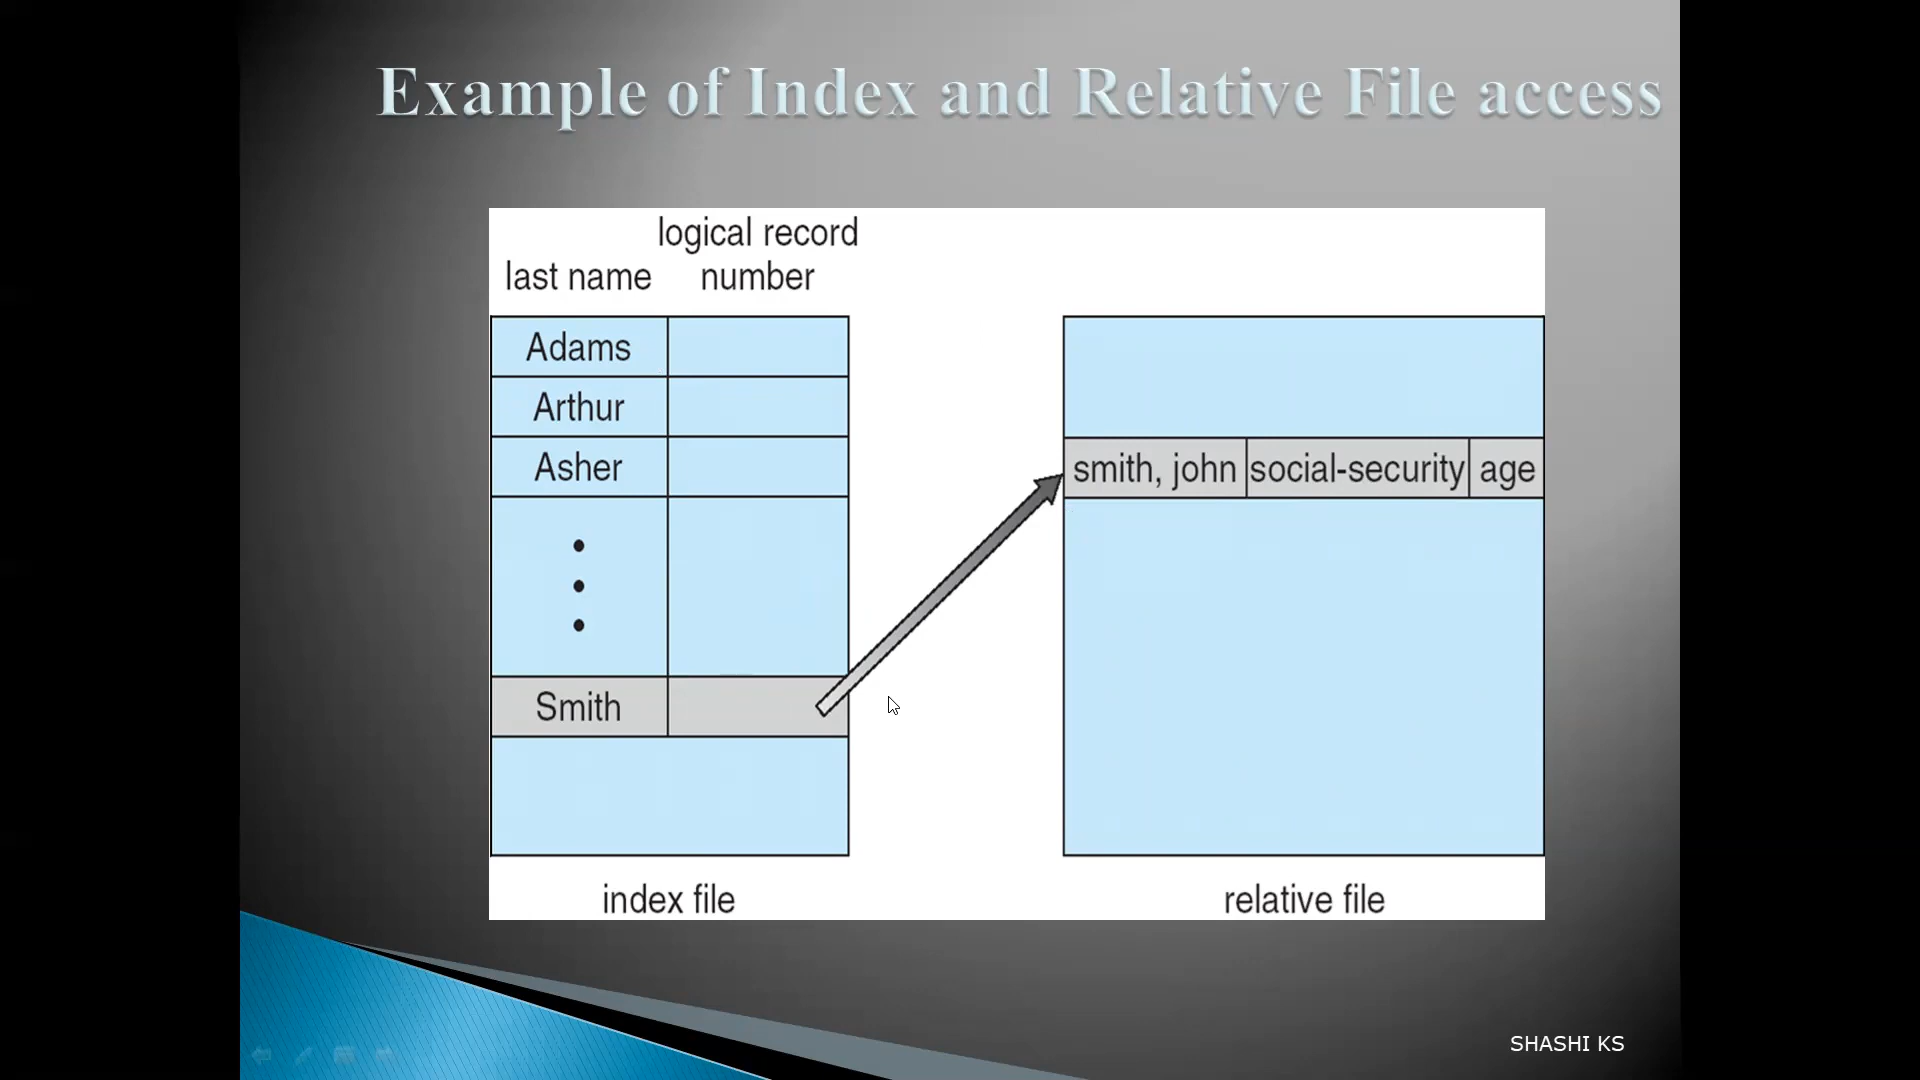 Example of Index and Relative File access
logical record
last name number
Adams
Arthur
Asher
smith, john social-security age
Smith
index file relative file
SHASHI KS